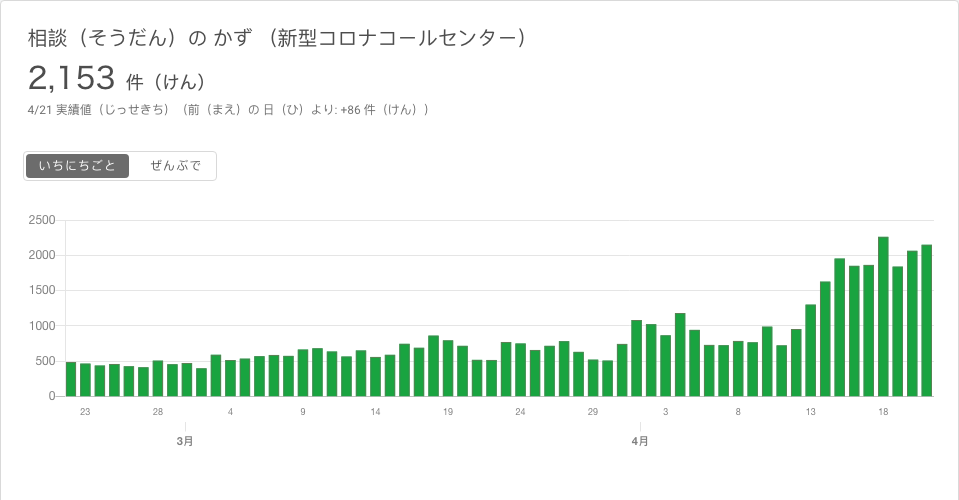 相談（そうだん）の かず （新型コロナコールセンター）
2,153 件（けん）
4/21 実績値（じっせきち）（前（まえ）の 日（ひ）より: +86 件（けん））
いちにちごと ぜんぶで
2500
2000
1500
1000
500
0
23 28 4 9 14 19 24 29 3 8 13 18
3月 4月